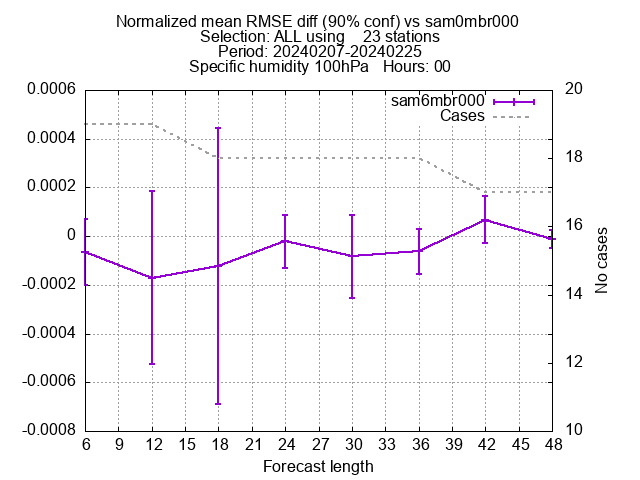 Normalized mean RMSE diff (90% conf) vs sam0mbr000
Selection: ALL using    23 stations
Period: 20240207-20240225
Specific humidity 100hPa   Hours: 00
sam6mbr000
Cases
0.0006
0.0004
0.0002
0
-0.0002
-0.0004
-0.0006
-0.0008
20
18
16
14
12
10
No cases
6 9 12 15 18 21 24 27 30 33 36 39 42 45 48
Forecast length